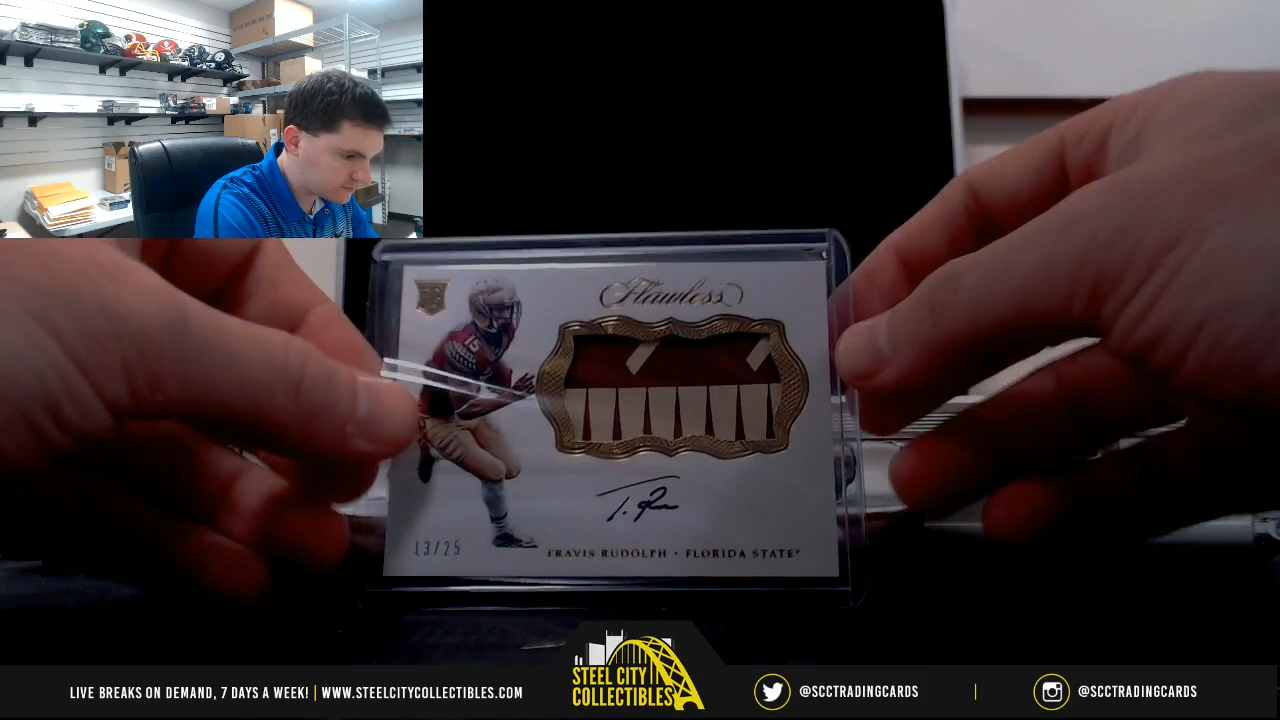 Flawless
15
T. R
13/25
TRAVIS RUDOLPH • FLORIDA STATE®
LIVE BREAKS ON DEMAND, 7 DAYS A WEEK! | WWW.STEELCITYCOLLECTIBLES.COM
STEEL CITY
COLLECTIBLES
@SCCTRADINGCARDS
@SCCTRADINGCARDS